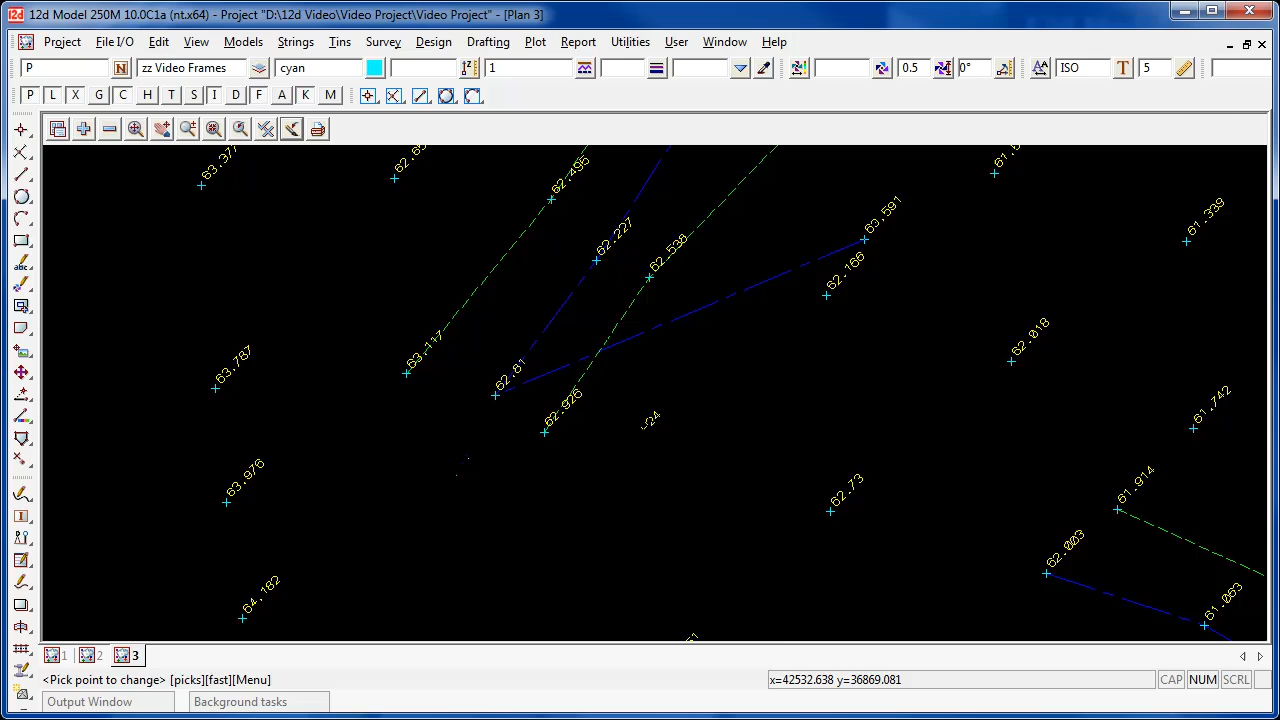 12d Model 250M 10.0C1a (nt.x64) - Project "D:\12d Video\Video Project\Video Project" - [Plan 3]
Project File I/O Edit View Models Strings Tins Survey Design Drafting Plot Report Utilities User Window Help
P N zz Video Frames cyan 1 0.5 0° ISO T 5
P L X G C H T S I D F A K M
63.377
62.495
62.227
62.538
63.591
62.166
61.339
63.787
63.117
62.81
62.926
62.018
61.742
63.976
62.73
61.914
62.003
64.182
61.063
abc
1 2 3
<Pick point to change> [picks][fast][Menu]
x=42532.638 y=36869.081
CAP NUM SCRL
Output Window Background tasks